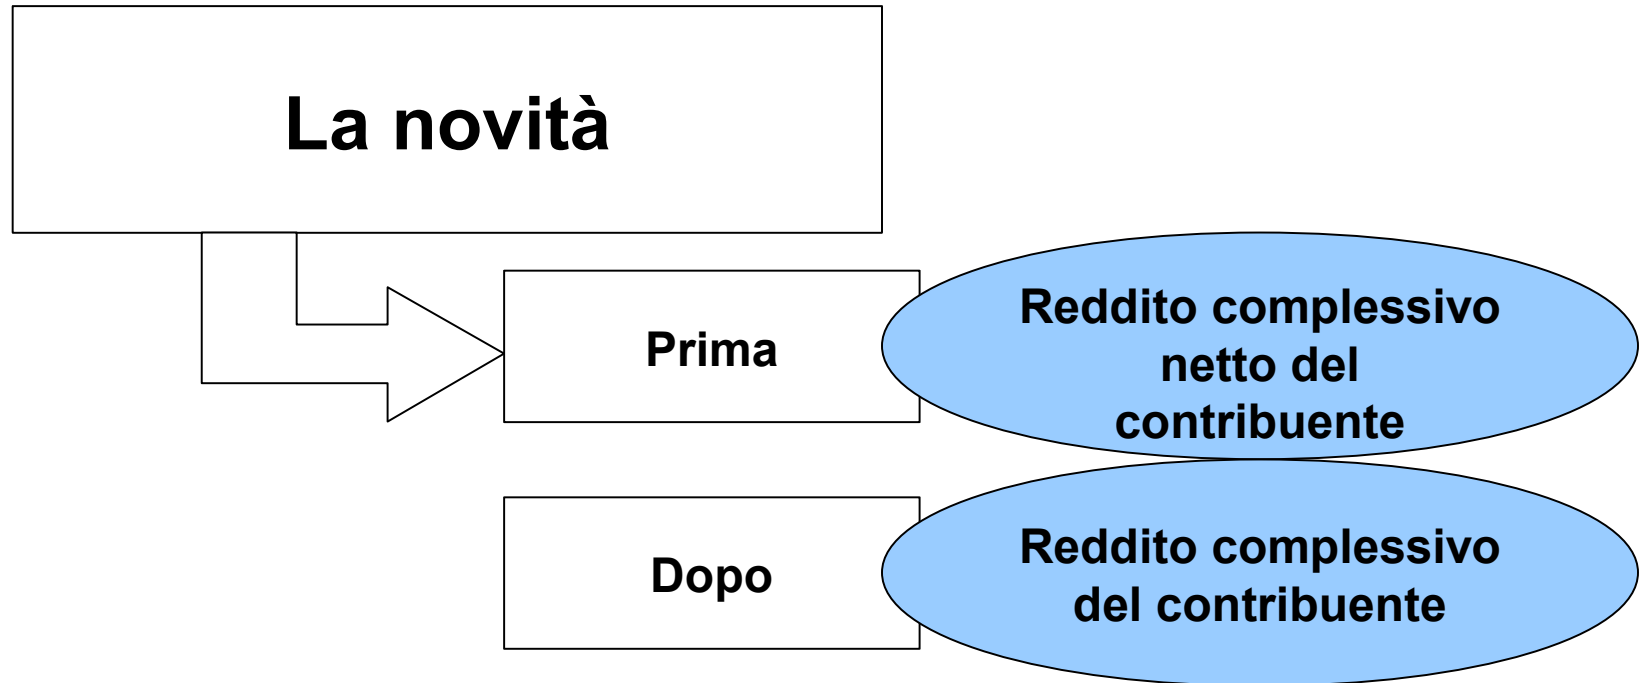 La novità
Prima
Reddito complessivo
netto del
contribuente
Dopo
Reddito complessivo
del contribuente